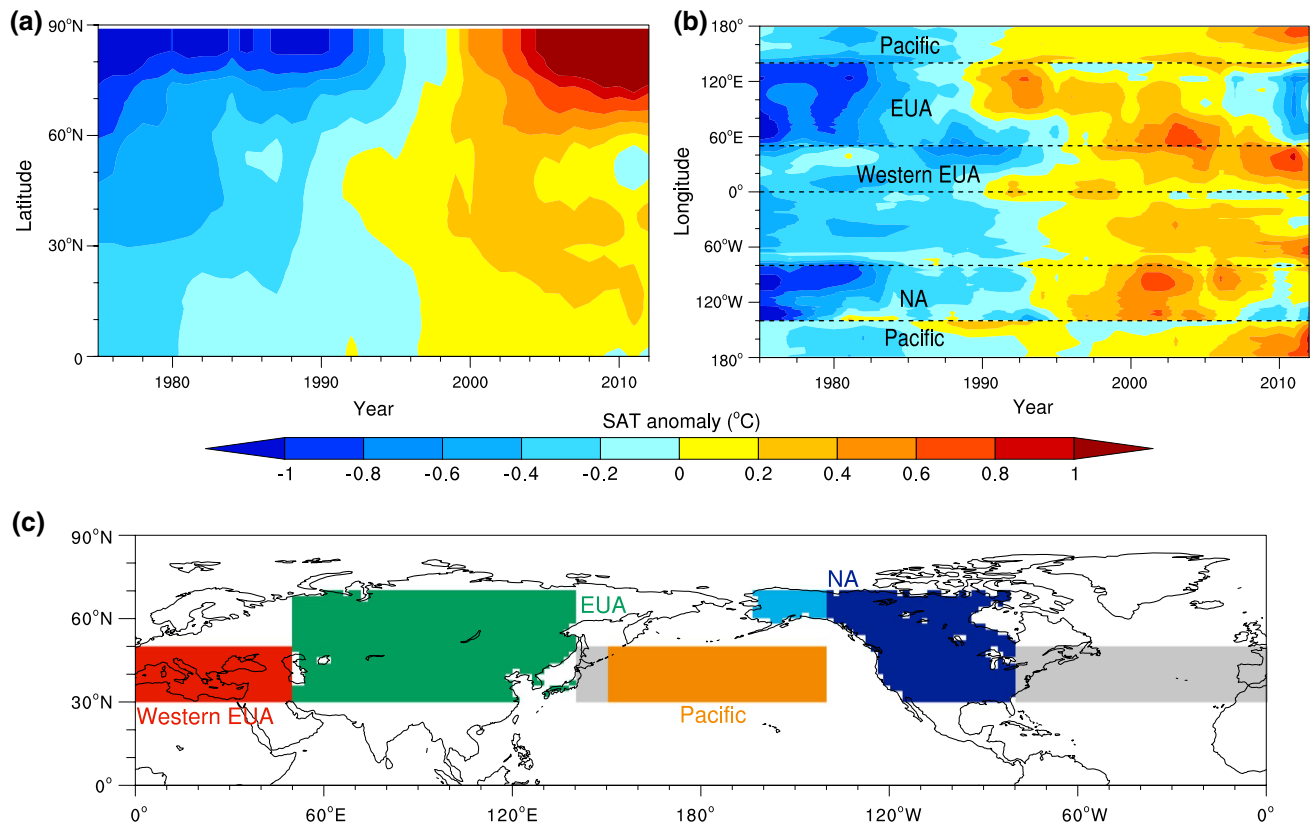 (a)
90°N
60°N
30°N
0
Latitude
1980
1990
2000
2010
Year
(b)
180°
120°E
60°E
0°
60°W
120°W
180°
Longitude
Pacific
EUA
Western EUA
NA
Pacific
1980
1990
2000
2010
Year
SAT anomaly (°C)
-1
-0.8
-0.6
-0.4
-0.2
0
0.2
0.4
0.6
0.8
1
(c)
90°N
60°N
30°N
0°
NA
EUA
Western EUA
Pacific
0°
60°E
120°E
180°
120°W
60°W
0°